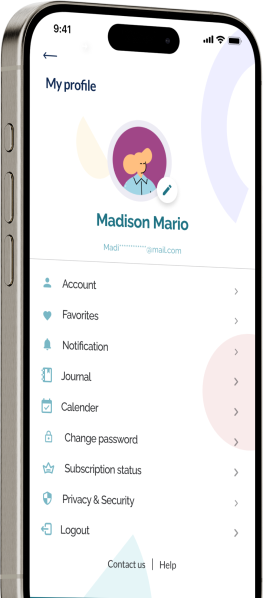 9:41
My profile
Madison Mario
Madi************@mail.com
Account
Favorites
Notification
Journal
Calender
Change password
Subscription status
Privacy & Security
Logout
Contact us | Help